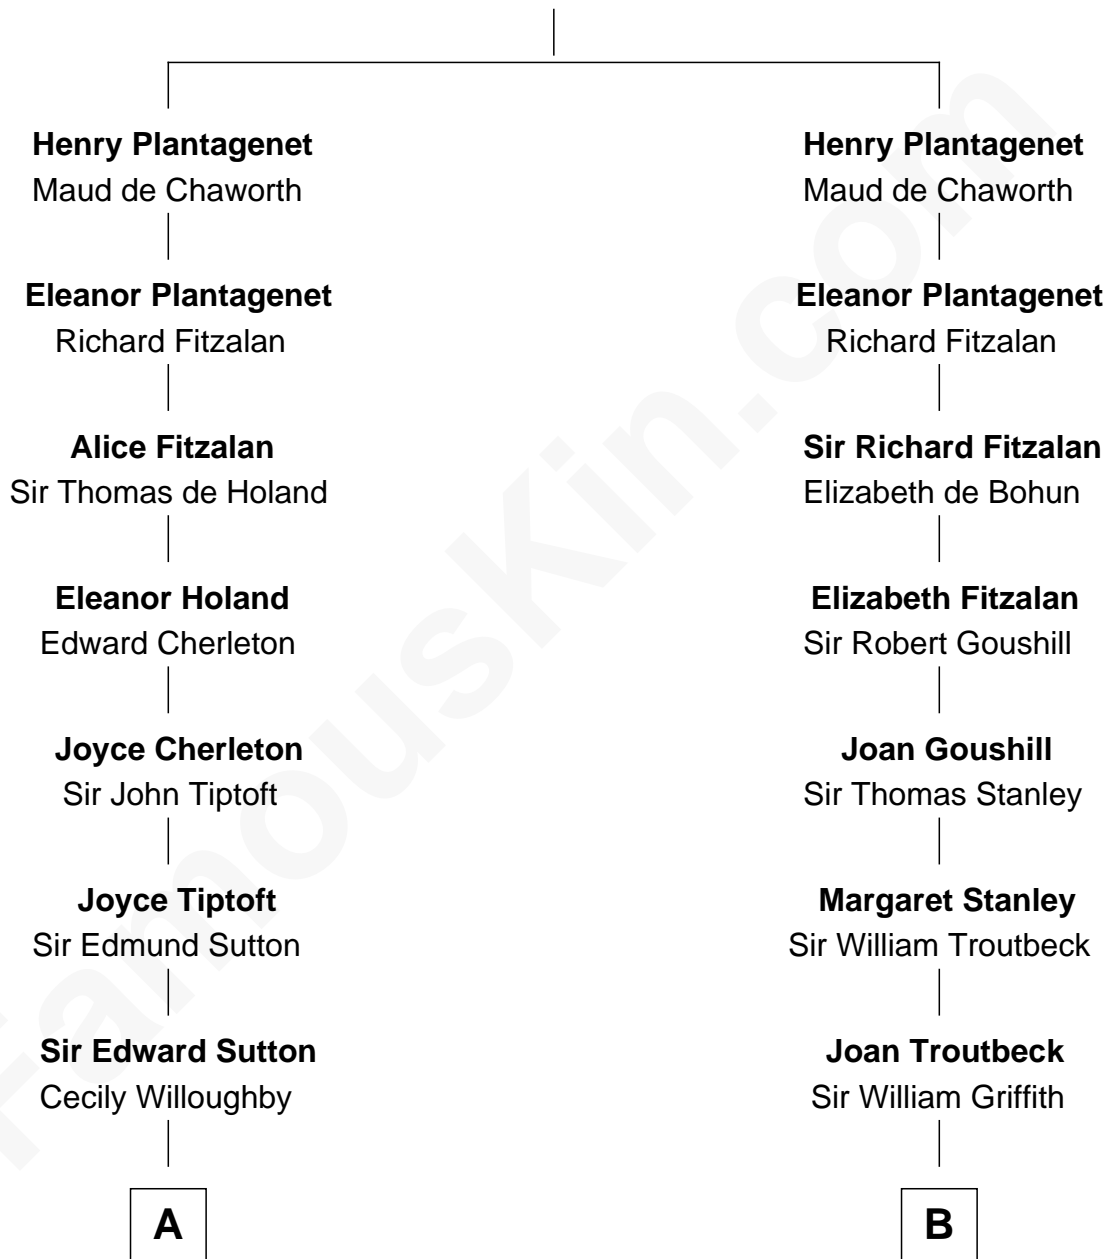 Henry Plantagenet
Maud de Chaworth
Eleanor Plantagenet
Richard Fitzalan
Alice Fitzalan
Sir Thomas de Holand
Eleanor Holand
Edward Cherleton
Joyce Cherleton
Sir John Tiptoft
Joyce Tiptoft
Sir Edmund Sutton
Sir Edward Sutton
Cecily Willoughby
A
Henry Plantagenet
Maud de Chaworth
Eleanor Plantagenet
Richard Fitzalan
Sir Richard Fitzalan
Elizabeth de Bohun
Elizabeth Fitzalan
Sir Robert Goushill
Joan Goushill
Sir Thomas Stanley
Margaret Stanley
Sir William Troutbeck
Joan Troutbeck
Sir William Griffith
B
FamousKin.com